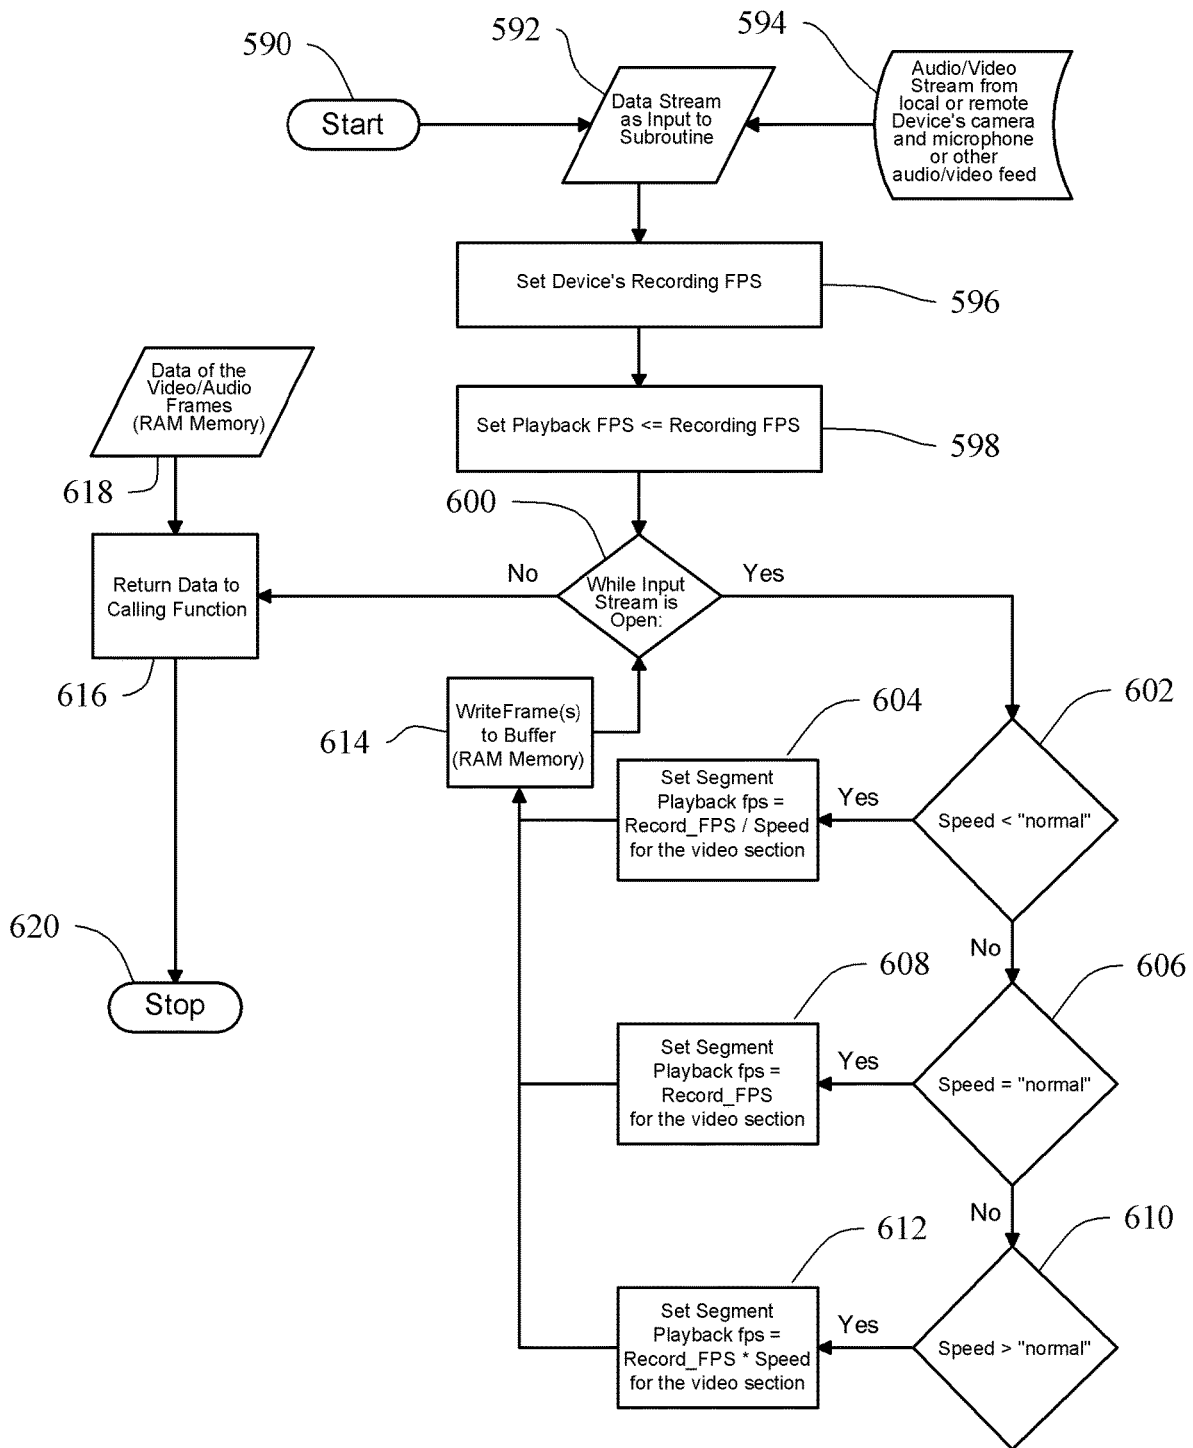 590
592
594
Start
Data Stream
as Input to
Subroutine
Audio/Video
Stream from
local or remote
Device's camera
and microphone
or other
audio/video feed
Set Device's Recording FPS
596
Data of the
Video/Audio
Frames
(RAM Memory)
618
Set Playback FPS <= Recording FPS
598
600
No
Yes
While Input
Stream is
Open:
Return Data to
Calling Function
616
614
WriteFrame(s)
to Buffer
(RAM Memory)
604
602
Set Segment
Playback fps =
Record_FPS / Speed
for the video section
Yes
Speed < "normal"
No
620
Stop
608
606
Set Segment
Playback fps =
Record_FPS
for the video section
Yes
Speed = "normal"
No
612
610
Set Segment
Playback fps =
Record_FPS * Speed
for the video section
Yes
Speed > "normal"